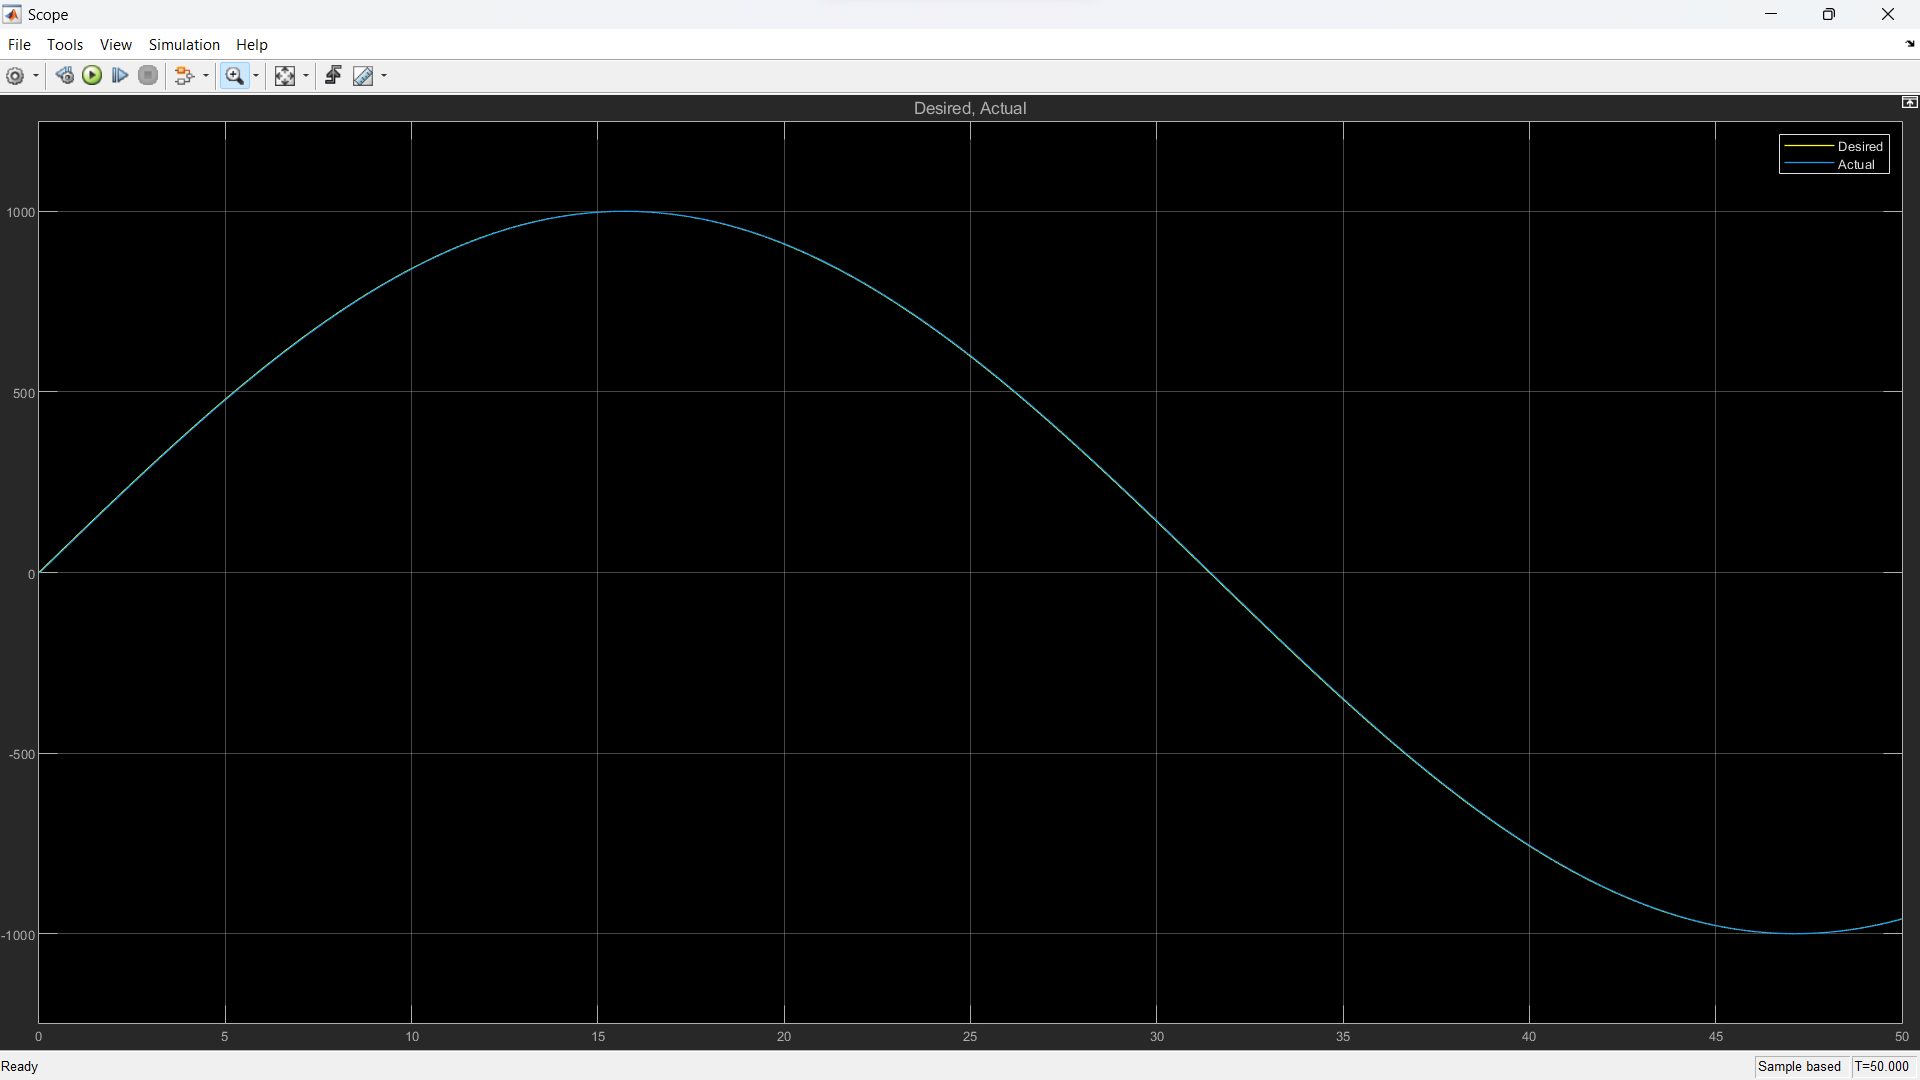 Scope
File Tools View Simulation Help
Desired, Actual
Desired
Actual
1000
500
0
-500
-1000
0 5 10 15 20 25 30 35 40 45 50
Ready
Sample based T=50.000